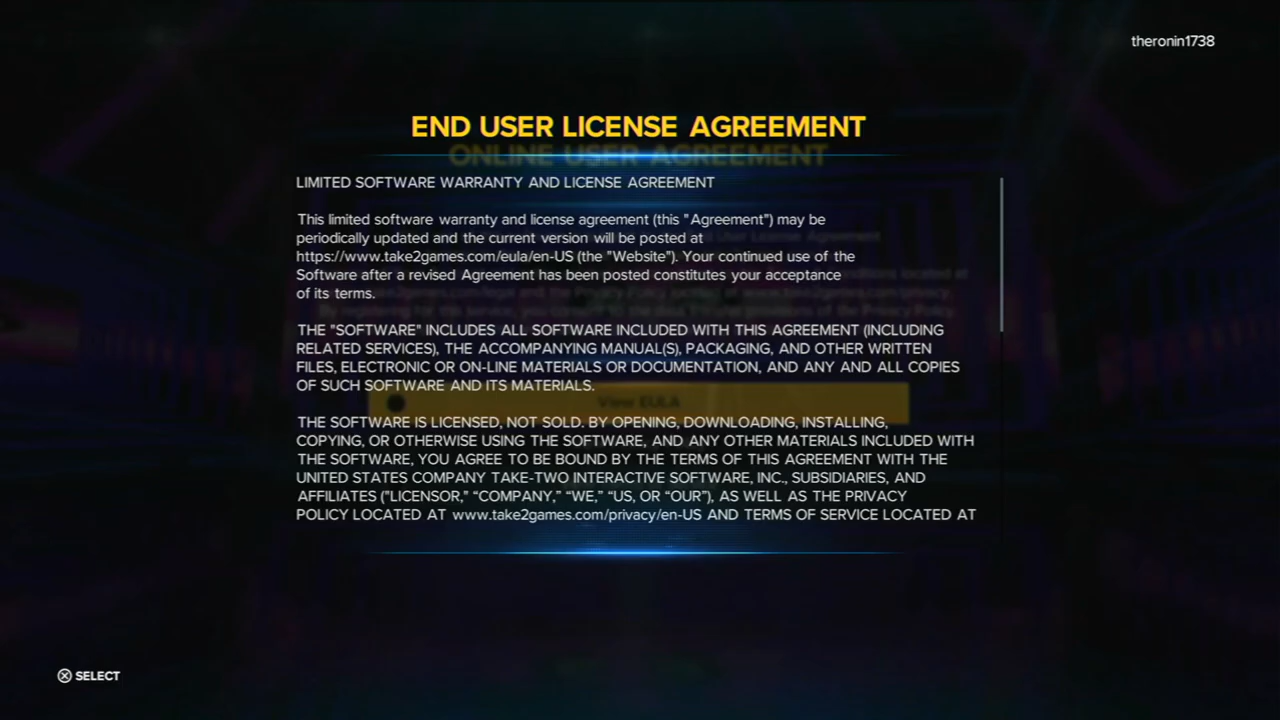 theronin1738
END USER LICENSE AGREEMENT
ONLINE USER AGREEMENT
LIMITED SOFTWARE WARRANTY AND LICENSE AGREEMENT
This limited software warranty and license agreement (this "Agreement") may be
periodically updated and the current version will be posted at
https://www.take2games.com/eula/en-US (the "Website"). Your continued use of the
Software after a revised Agreement has been posted constitutes your acceptance
of its terms.
THE "SOFTWARE" INCLUDES ALL SOFTWARE INCLUDED WITH THIS AGREEMENT (INCLUDING
RELATED SERVICES), THE ACCOMPANYING MANUAL(S), PACKAGING, AND OTHER WRITTEN
FILES, ELECTRONIC OR ON-LINE MATERIALS OR DOCUMENTATION, AND ANY AND ALL COPIES
OF SUCH SOFTWARE AND ITS MATERIALS.
View EULA
THE SOFTWARE IS LICENSED, NOT SOLD. BY OPENING, DOWNLOADING, INSTALLING,
COPYING, OR OTHERWISE USING THE SOFTWARE, AND ANY OTHER MATERIALS INCLUDED WITH
THE SOFTWARE, YOU AGREE TO BE BOUND BY THE TERMS OF THIS AGREEMENT WITH THE
UNITED STATES COMPANY TAKE-TWO INTERACTIVE SOFTWARE, INC., SUBSIDIARIES, AND
AFFILIATES ("LICENSOR," “COMPANY,” “WE,” “US, OR “OUR”), AS WELL AS THE PRIVACY
POLICY LOCATED AT www.take2games.com/privacy/en-US AND TERMS OF SERVICE LOCATED AT
SELECT